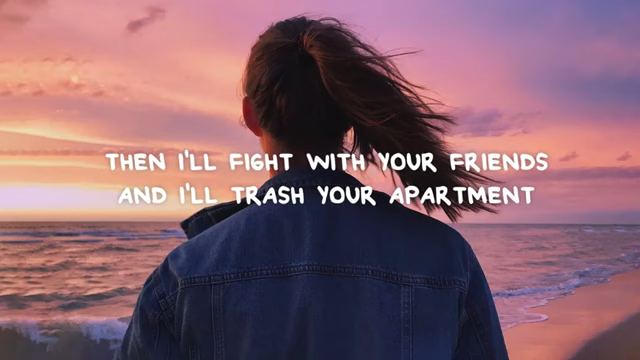 THEN I'LL FIGHT WITH YOUR FRIENDS
AND I'LL TRASH YOUR APARTMENT